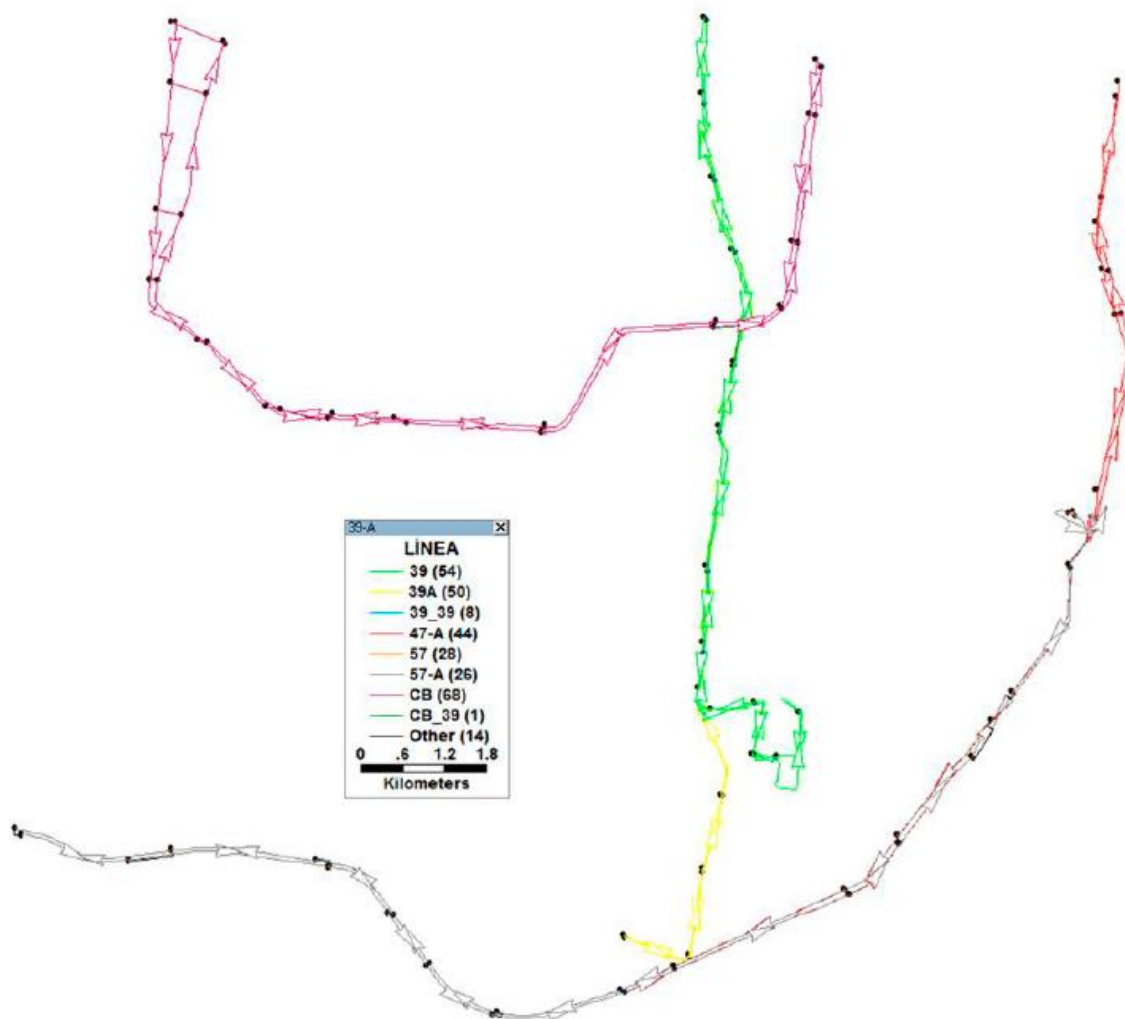 39-A
LİNEA
39 (54)
39A (50)
39_39 (8)
47-A (44)
57 (28)
57-A (26)
CB (68)
CB_39 (1)
Other (14)
0 .6 1.2 1.8
Kilometers